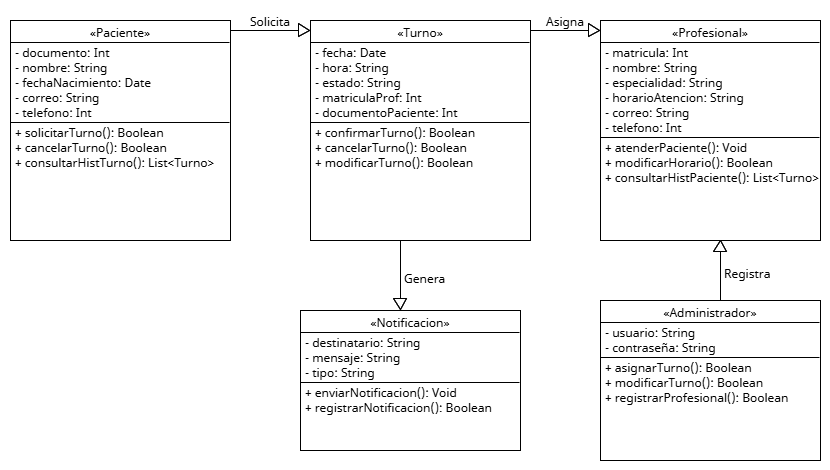 «Paciente»
- documento: Int
- nombre: String
- fechaNacimiento: Date
- correo: String
- telefono: Int
+ solicitarTurno(): Boolean
+ cancelarTurno(): Boolean
+ consultarHistTurno(): List<Turno>
Solicita
«Turno»
- fecha: Date
- hora: String
- estado: String
- matriculaProf: Int
- documentoPaciente: Int
+ confirmarTurno(): Boolean
+ cancelarTurno(): Boolean
+ modificarTurno(): Boolean
Asigna
«Profesional»
- matricula: Int
- nombre: String
- especialidad: String
- horarioAtencion: String
- correo: String
- telefono: Int
+ atenderPaciente(): Void
+ modificarHorario(): Boolean
+ consultarHistPaciente(): List<Turno>
Genera
Registra
«Notificacion»
- destinatario: String
- mensaje: String
- tipo: String
+ enviarNotificacion(): Void
+ registrarNotificacion(): Boolean
«Administrador»
- usuario: String
- contraseña: String
+ asignarTurno(): Boolean
+ modificarTurno(): Boolean
+ registrarProfesional(): Boolean